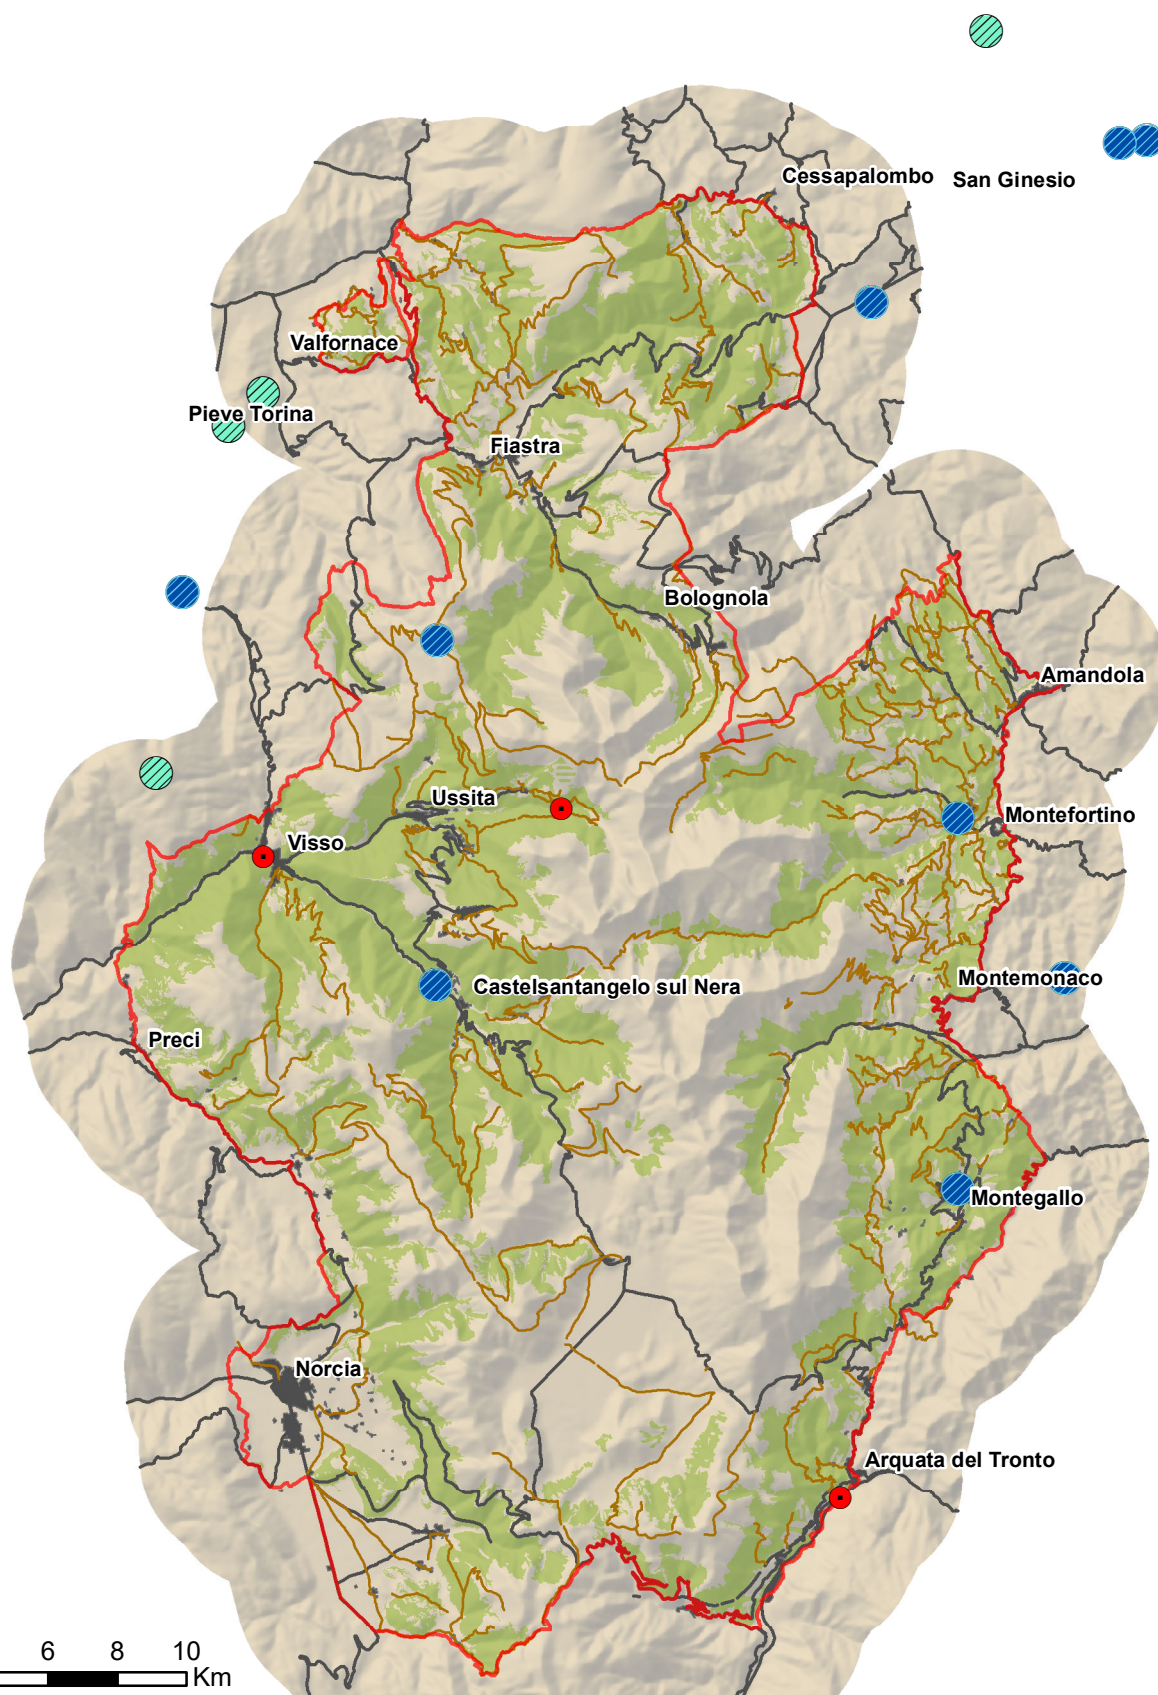 Cessapalombo
San Ginesio
Valfornace
Pieve Torina
Fiastra
Bolognola
Amandola
Ussita
Montefortino
Visso
Montemonaco
Castelsantangelo sul Nera
Preci
Montegallo
Norcia
Arquata del Tronto
6 8 10
Km